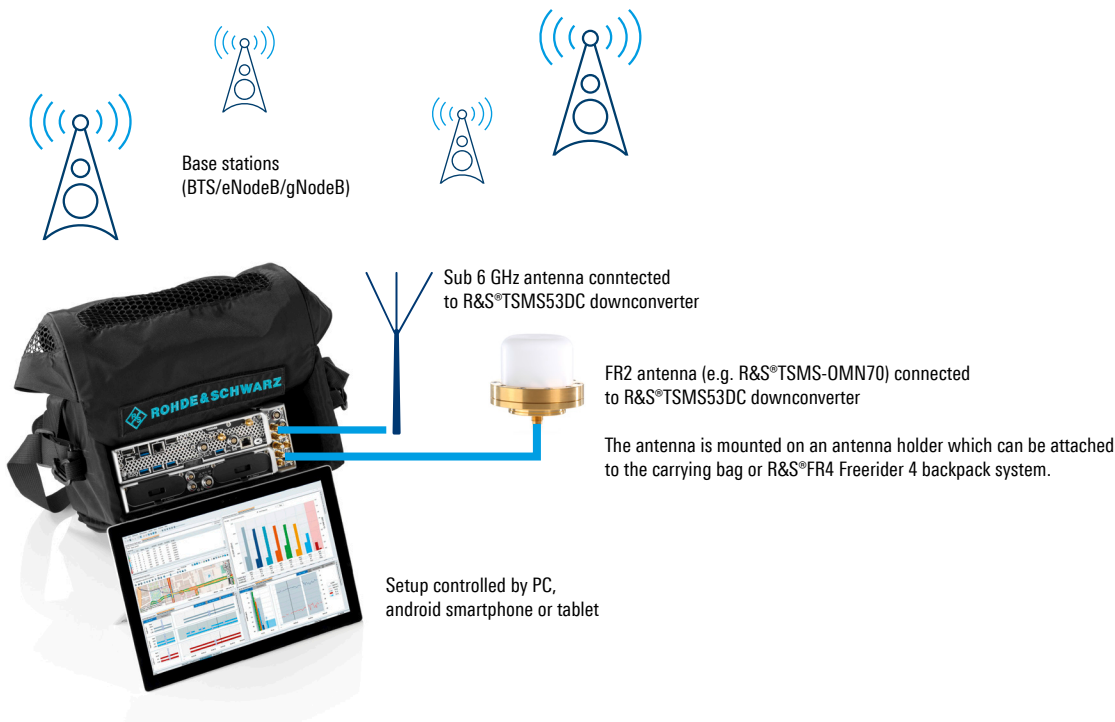 Base stations
(BTS/eNodeB/gNodeB)
Sub 6 GHz antenna conntected
to R&S®TSMS53DC downconverter
FR2 antenna (e.g. R&S®TSMS-OMN70) connected
to R&S®TSMS53DC downconverter
The antenna is mounted on an antenna holder which can be attached
to the carrying bag or R&S®FR4 Freerider 4 backpack system.
ROHDE&SCHWARZ
Setup controlled by PC,
android smartphone or tablet